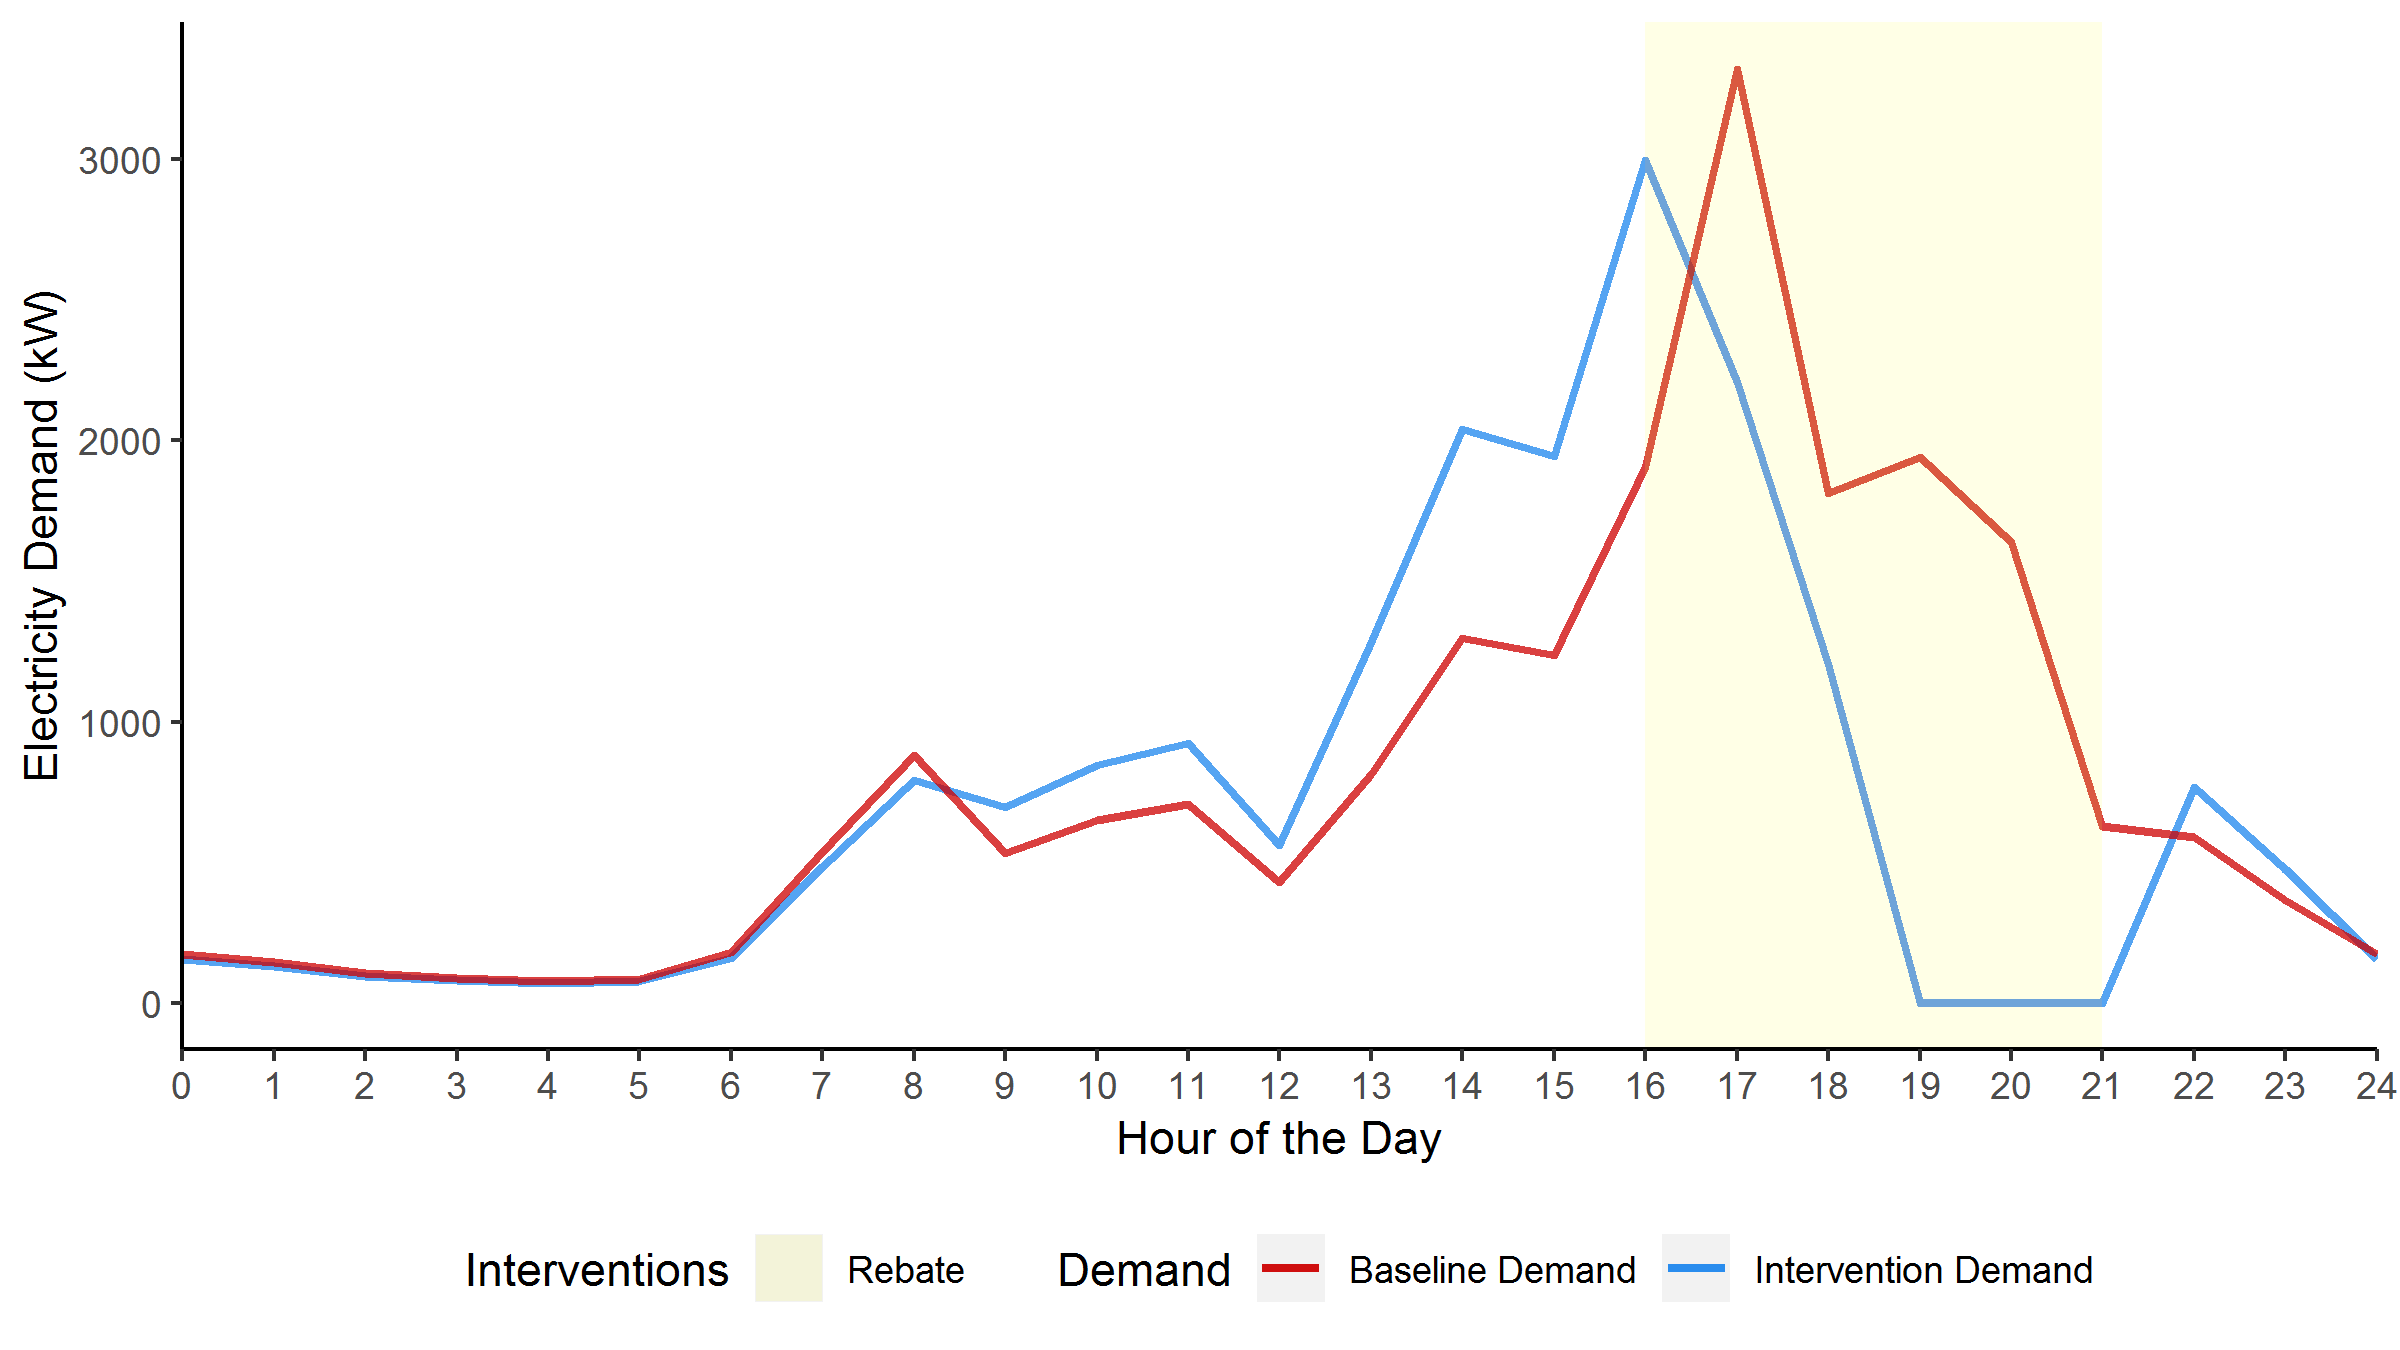 Electricity Demand (kW)
3000
2000
1000
0
0 1 2 3 4 5 6 7 8 9 10 11 12 13 14 15 16 17 18 19 20 21 22 23 24
Hour of the Day
Interventions Rebate Demand Baseline Demand Intervention Demand